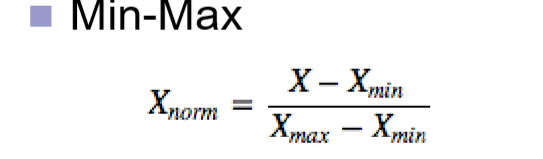 Min-Max
X_norm = (X − X_min) / (X_max − X_min)